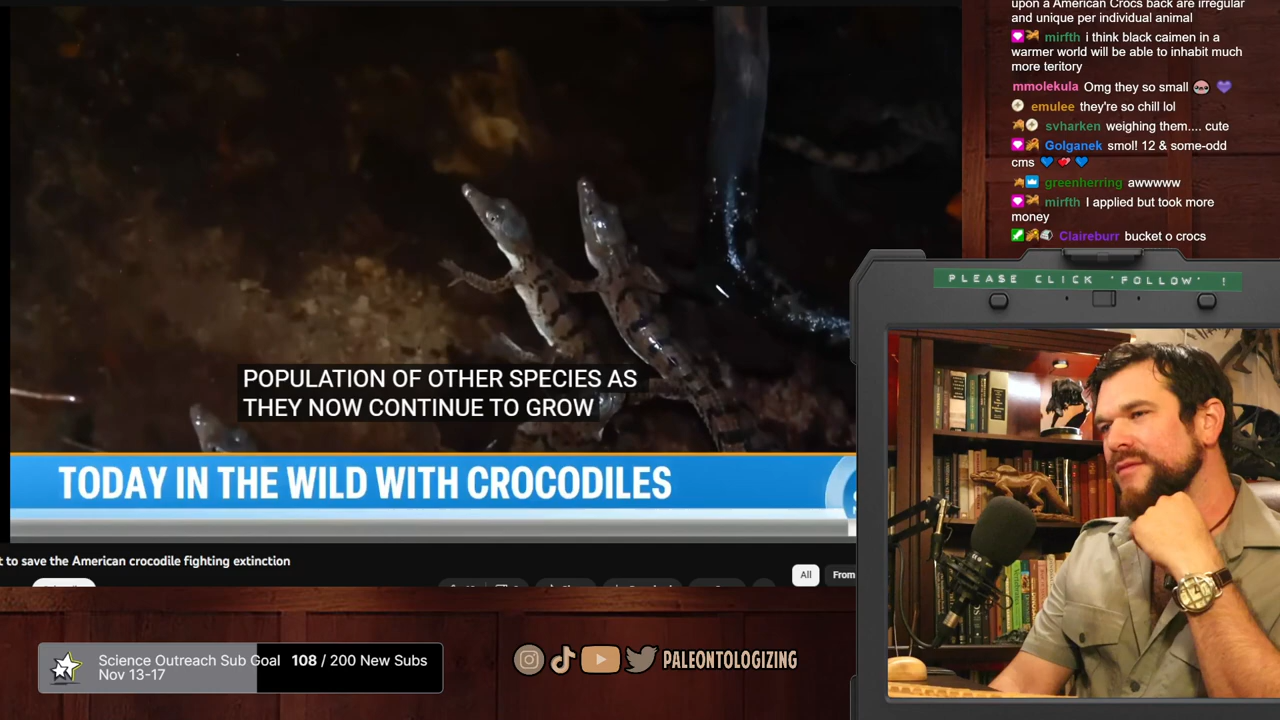 upon a American Crocs back are irregular
and unique per individual animal
mirfth i think black caimen in a
warmer world will be able to inhabit much
more teritory
mmolekula Omg they so small
emulee they're so chill lol
svharken weighing them.... cute
Golganek smol! 12 & some-odd
cms
greenherring awwwww
mirfth I applied but took more
money
Claireburr bucket o crocs
PLEASE CLICK 'FOLLOW' !
POPULATION OF OTHER SPECIES AS
THEY NOW CONTINUE TO GROW
TODAY IN THE WILD WITH CROCODILES
t to save the American crocodile fighting extinction
All From
Science Outreach Sub Goal 108 / 200 New Subs
Nov 13-17
PALEONTOLOGIZING